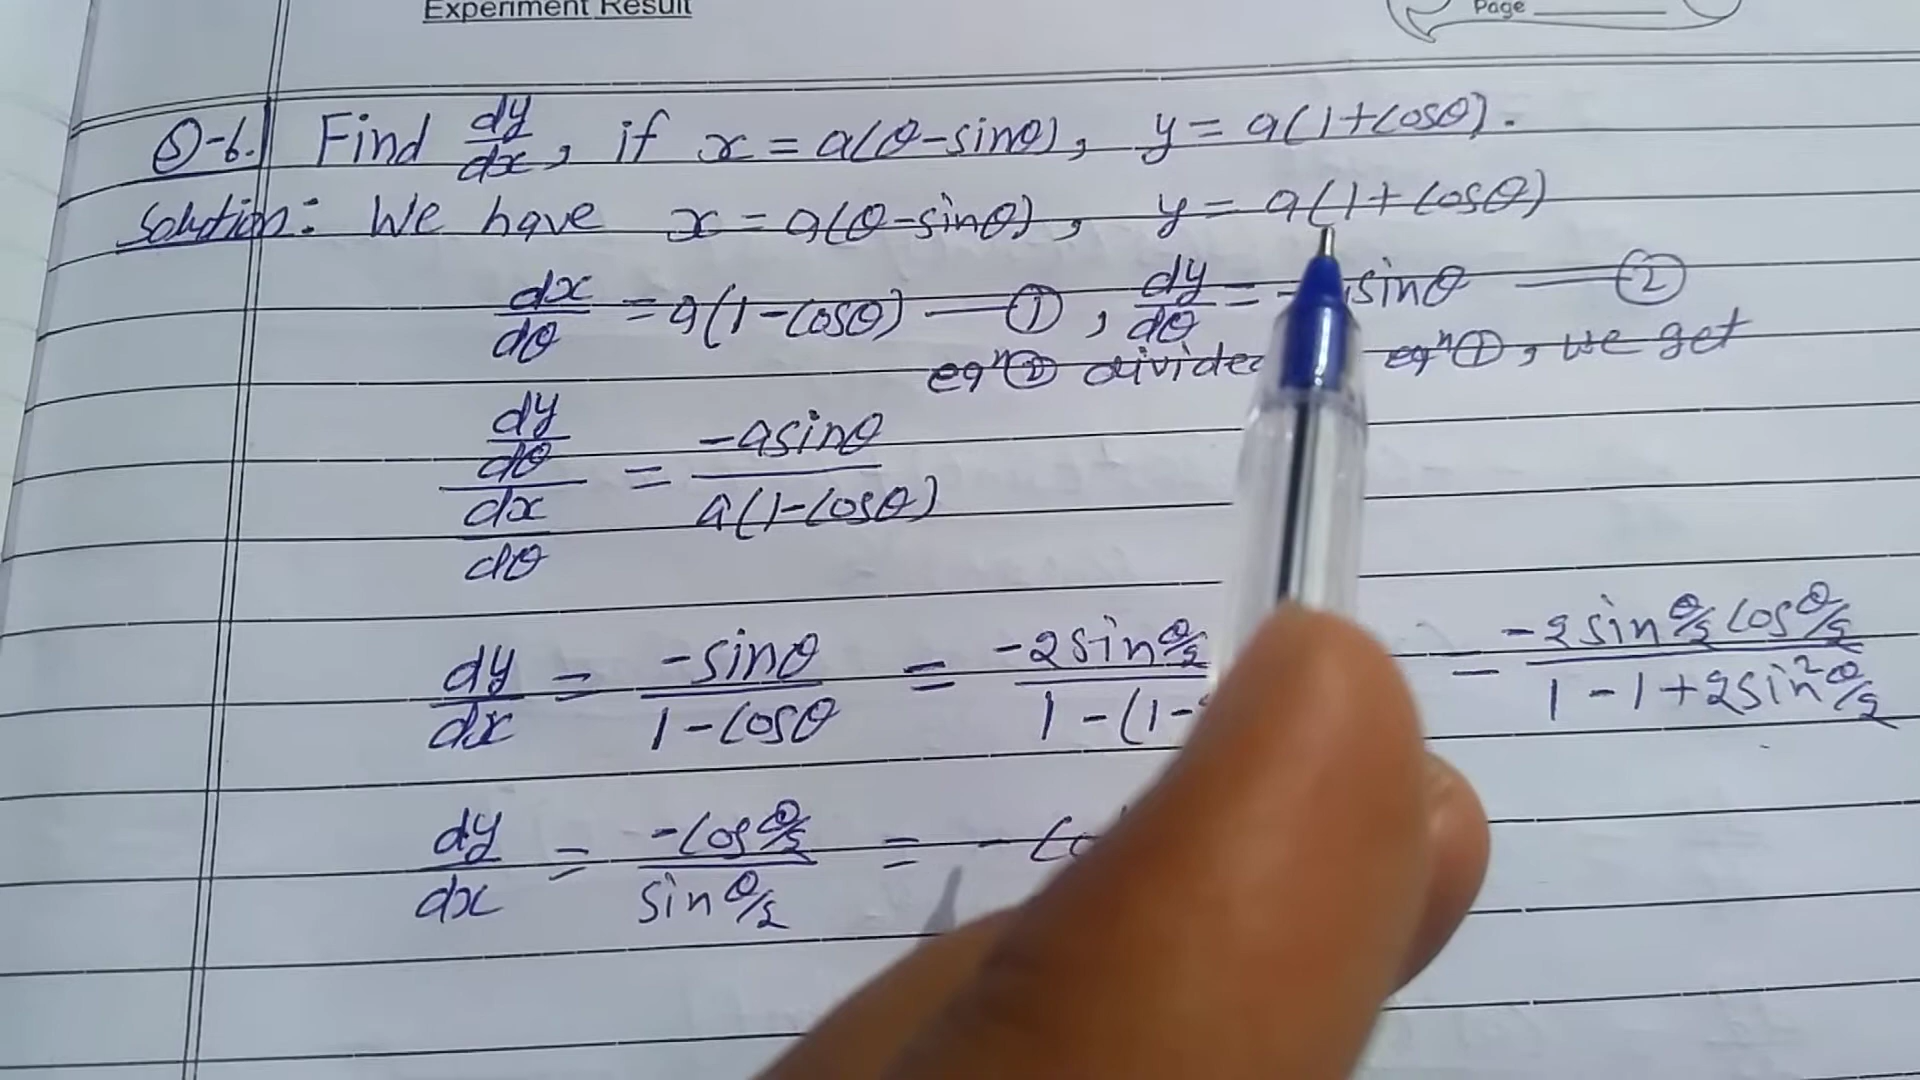 Experiment Result
Page
Q-6. Find dy/dx, if x = a(θ-sinθ), y = a(1+cosθ).
Solution: We have x = a(θ-sinθ), y = a(1+cosθ)
dx/dθ = a(1-cosθ) — ①, dy/dθ = - sinθ — ②
eqⁿ② divided eqⁿ①, we get
dy/dθ / dx/dθ = -asinθ / a(1-cosθ)
dy/dx = -sinθ / 1-cosθ = -2sinθ/2 / 1-(1- = -2sinθ/2 cosθ/2 / 1-1+2sin²θ/2
dy/dx = -cosθ/2 / sinθ/2 = -